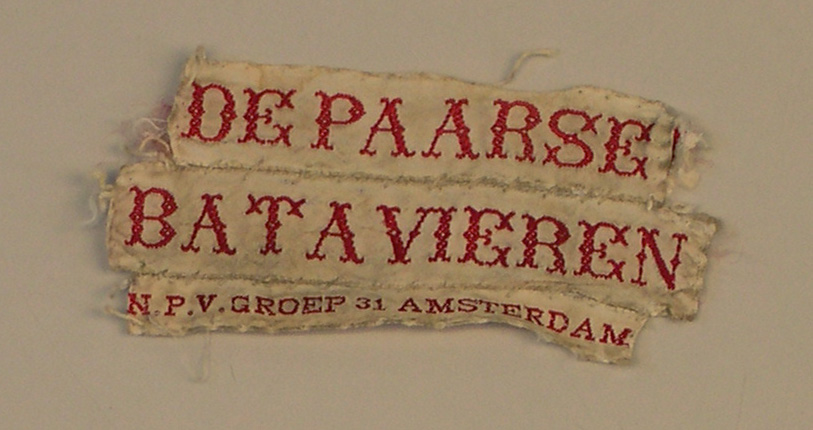 DE PAARSE
BATAVIEREN
N.P.V. GROEP 31 AMSTERDAM